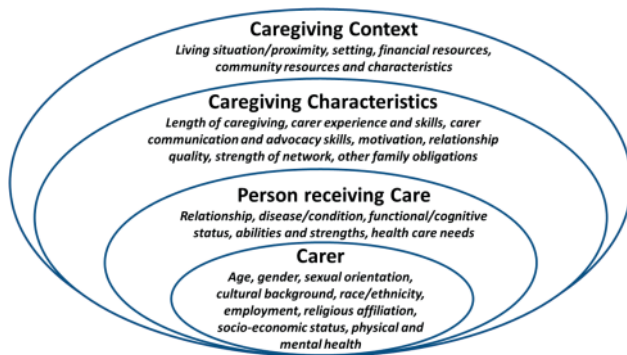 Caregiving Context
Living situation/proximity, setting, financial resources,
community resources and characteristics
Caregiving Characteristics
Length of caregiving, carer experience and skills, carer
communication and advocacy skills, motivation, relationship
quality, strength of network, other family obligations
Person receiving Care
Relationship, disease/condition, functional/cognitive
status, abilities and strengths, health care needs
Carer
Age, gender, sexual orientation,
cultural background, race/ethnicity,
employment, religious affiliation,
socio-economic status, physical and
mental health